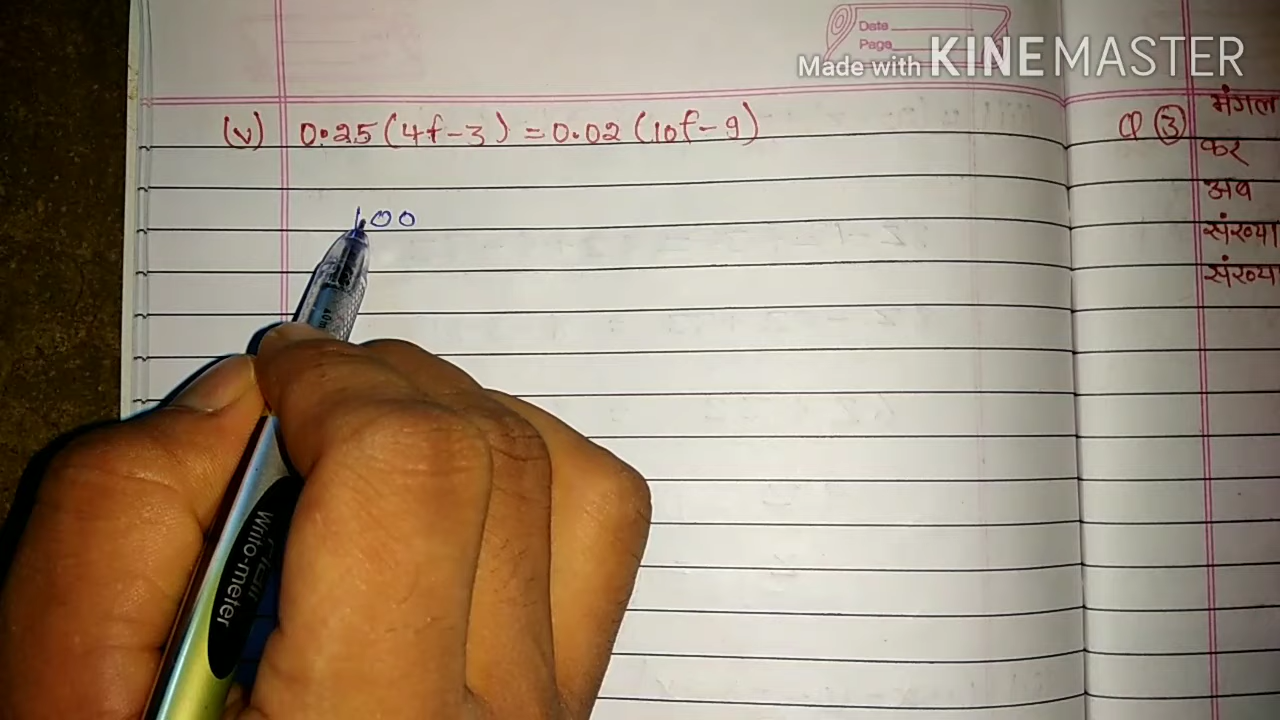 Date
Page
Made with KINEMASTER
(v) 0.25(4f-3) = 0.02(10f-9)
100
Q ③ मंगल
कर
अब
संख्या
संख्य
Writo-meter